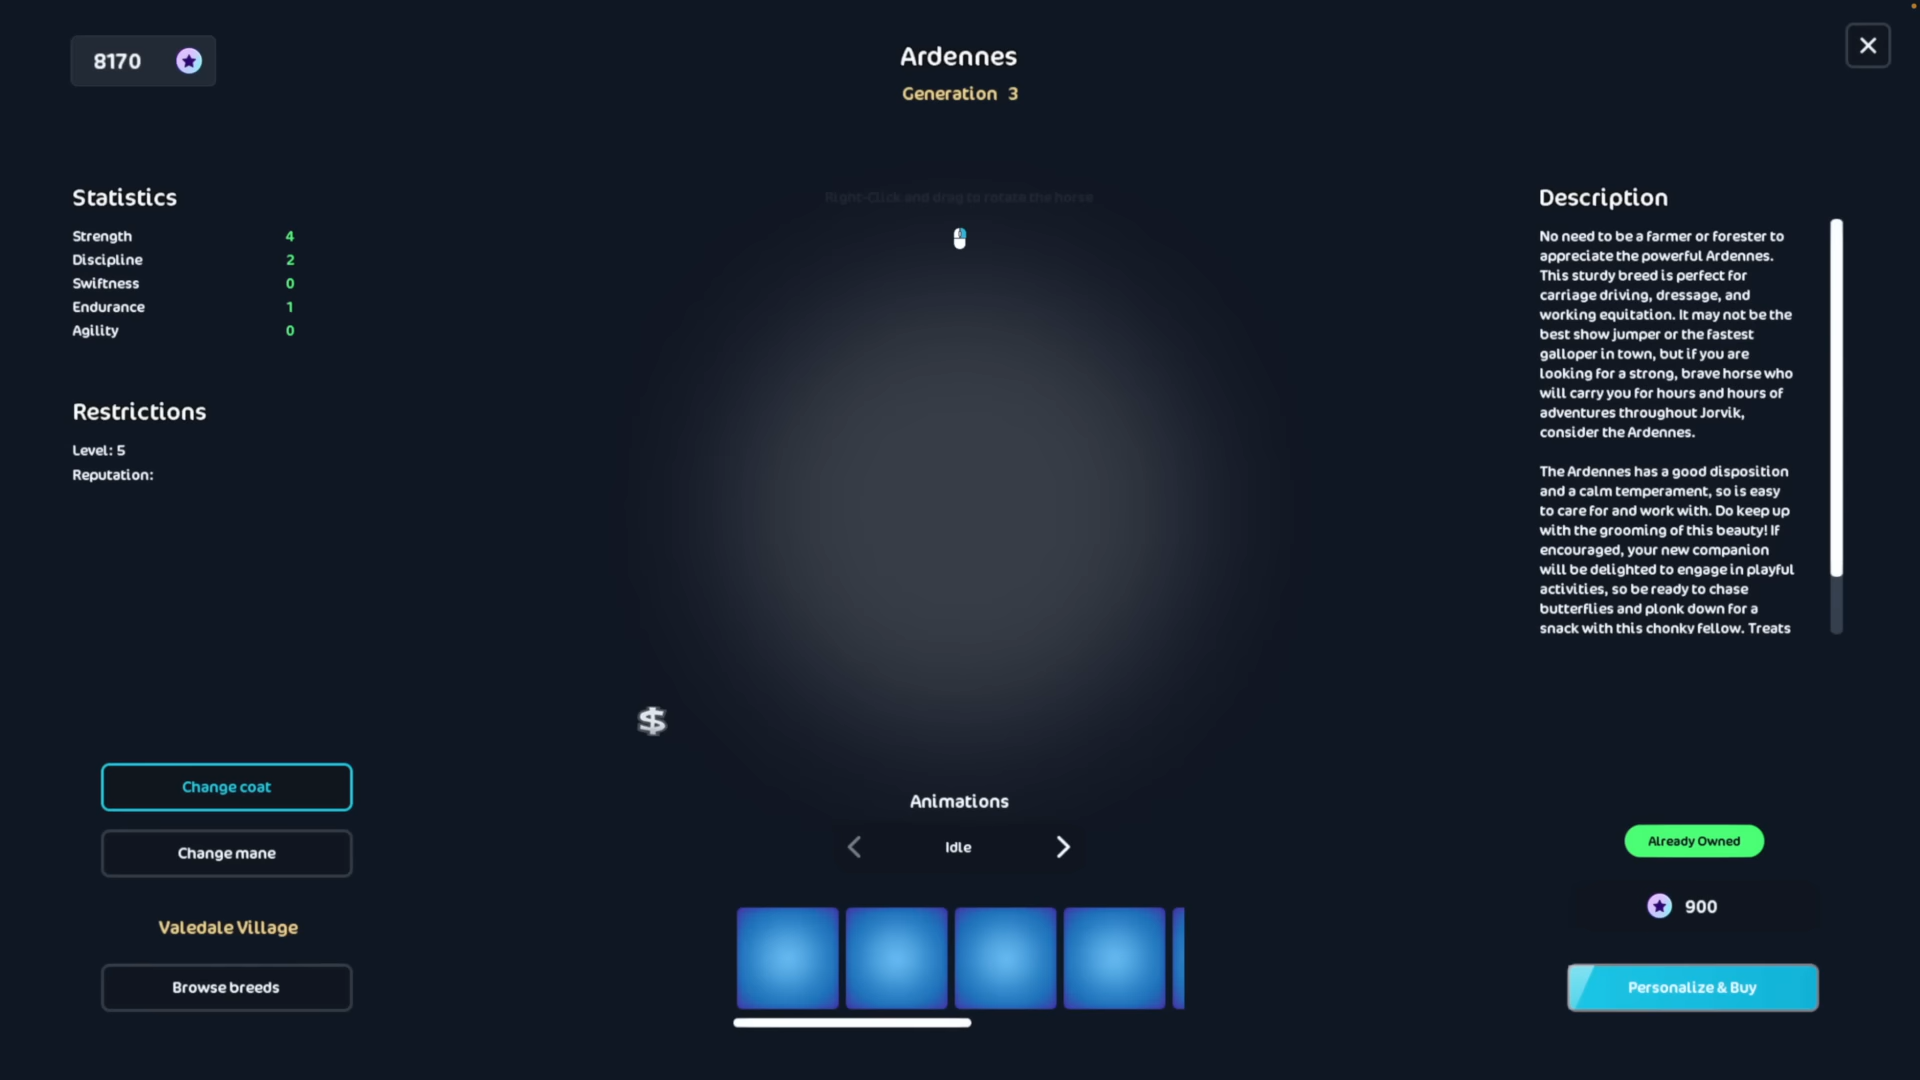 8170
Ardennes
Generation 3
Statistics
Strength 4
Discipline 2
Swiftness 0
Endurance 1
Agility 0
Restrictions
Level: 5
Reputation:
Right-Click and drag to rotate the horse
Description
No need to be a farmer or forester to
appreciate the powerful Ardennes.
This sturdy breed is perfect for
carriage driving, dressage, and
working equitation. It may not be the
best show jumper or the fastest
galloper in town, but if you are
looking for a strong, brave horse who
will carry you for hours and hours of
adventures throughout Jorvik,
consider the Ardennes.
The Ardennes has a good disposition
and a calm temperament, so is easy
to care for and work with. Do keep up
with the grooming of this beauty! If
encouraged, your new companion
will be delighted to engage in playful
activities, so be ready to chase
butterflies and plonk down for a
snack with this chonky fellow. Treats
$
Change coat
Change mane
Valedale Village
Browse breeds
Animations
Idle
Already Owned
900
Personalize & Buy